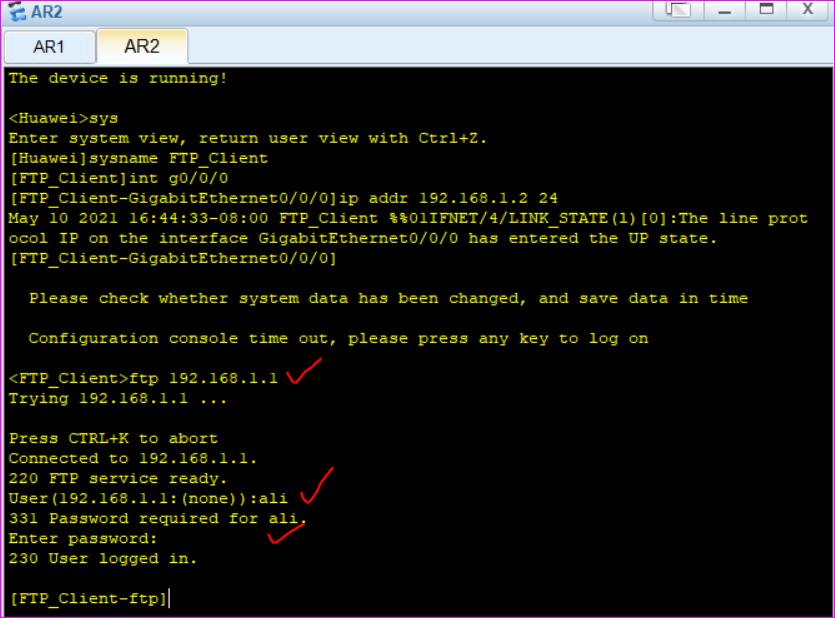 AR2
AR1 AR2
The device is running!
<Huawei>sys
Enter system view, return user view with Ctrl+Z.
[Huawei]sysname FTP_Client
[FTP_Client]int g0/0/0
[FTP_Client-GigabitEthernet0/0/0]ip addr 192.168.1.2 24
May 10 2021 16:44:33-08:00 FTP_Client %%01IFNET/4/LINK_STATE(l)[0]:The line prot
ocol IP on the interface GigabitEthernet0/0/0 has entered the UP state.
[FTP_Client-GigabitEthernet0/0/0]
Please check whether system data has been changed, and save data in time
Configuration console time out, please press any key to log on
<FTP_Client>ftp 192.168.1.1
Trying 192.168.1.1 ...
Press CTRL+K to abort
Connected to 192.168.1.1.
220 FTP service ready.
User(192.168.1.1:(none)):ali
331 Password required for ali.
Enter password:
230 User logged in.
[FTP_Client-ftp]